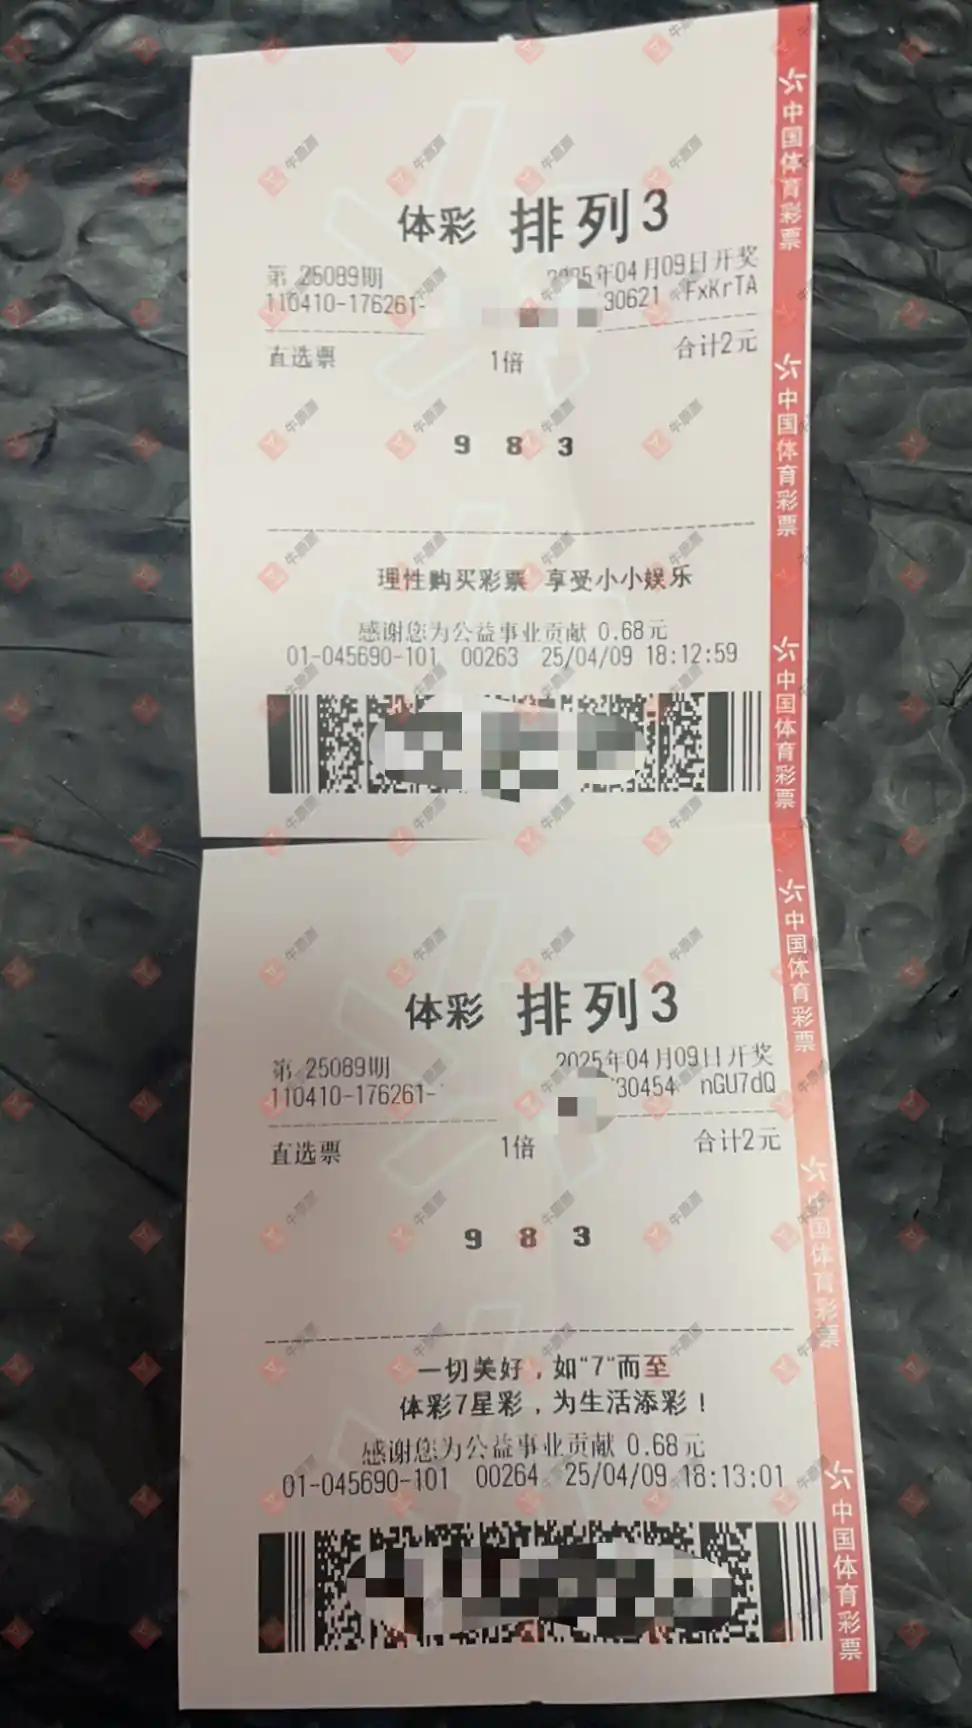 体彩 排列3
第 25089期 2025年04月09日开奖
110410-176261- 30621 FxKrTA
直选票 1倍 合计2元
9 8 3
理性购买彩票 享受小小娱乐
感谢您为公益事业贡献 0.68元
01-045690-101 00263 25/04/09 18:12:59
中国体育彩票
中国体育彩票
中国体育彩票
体彩 排列3
第 25089期 2025年04月09日开奖
110410-176261- 30454 nGU7dQ
直选票 1倍 合计2元
9 8 3
一切美好，如"7"而至
体彩7星彩，为生活添彩！
感谢您为公益事业贡献 0.68元
01-045690-101 00264 25/04/09 18:13:01
中国体育彩票
中国体育彩票
中国体育彩票